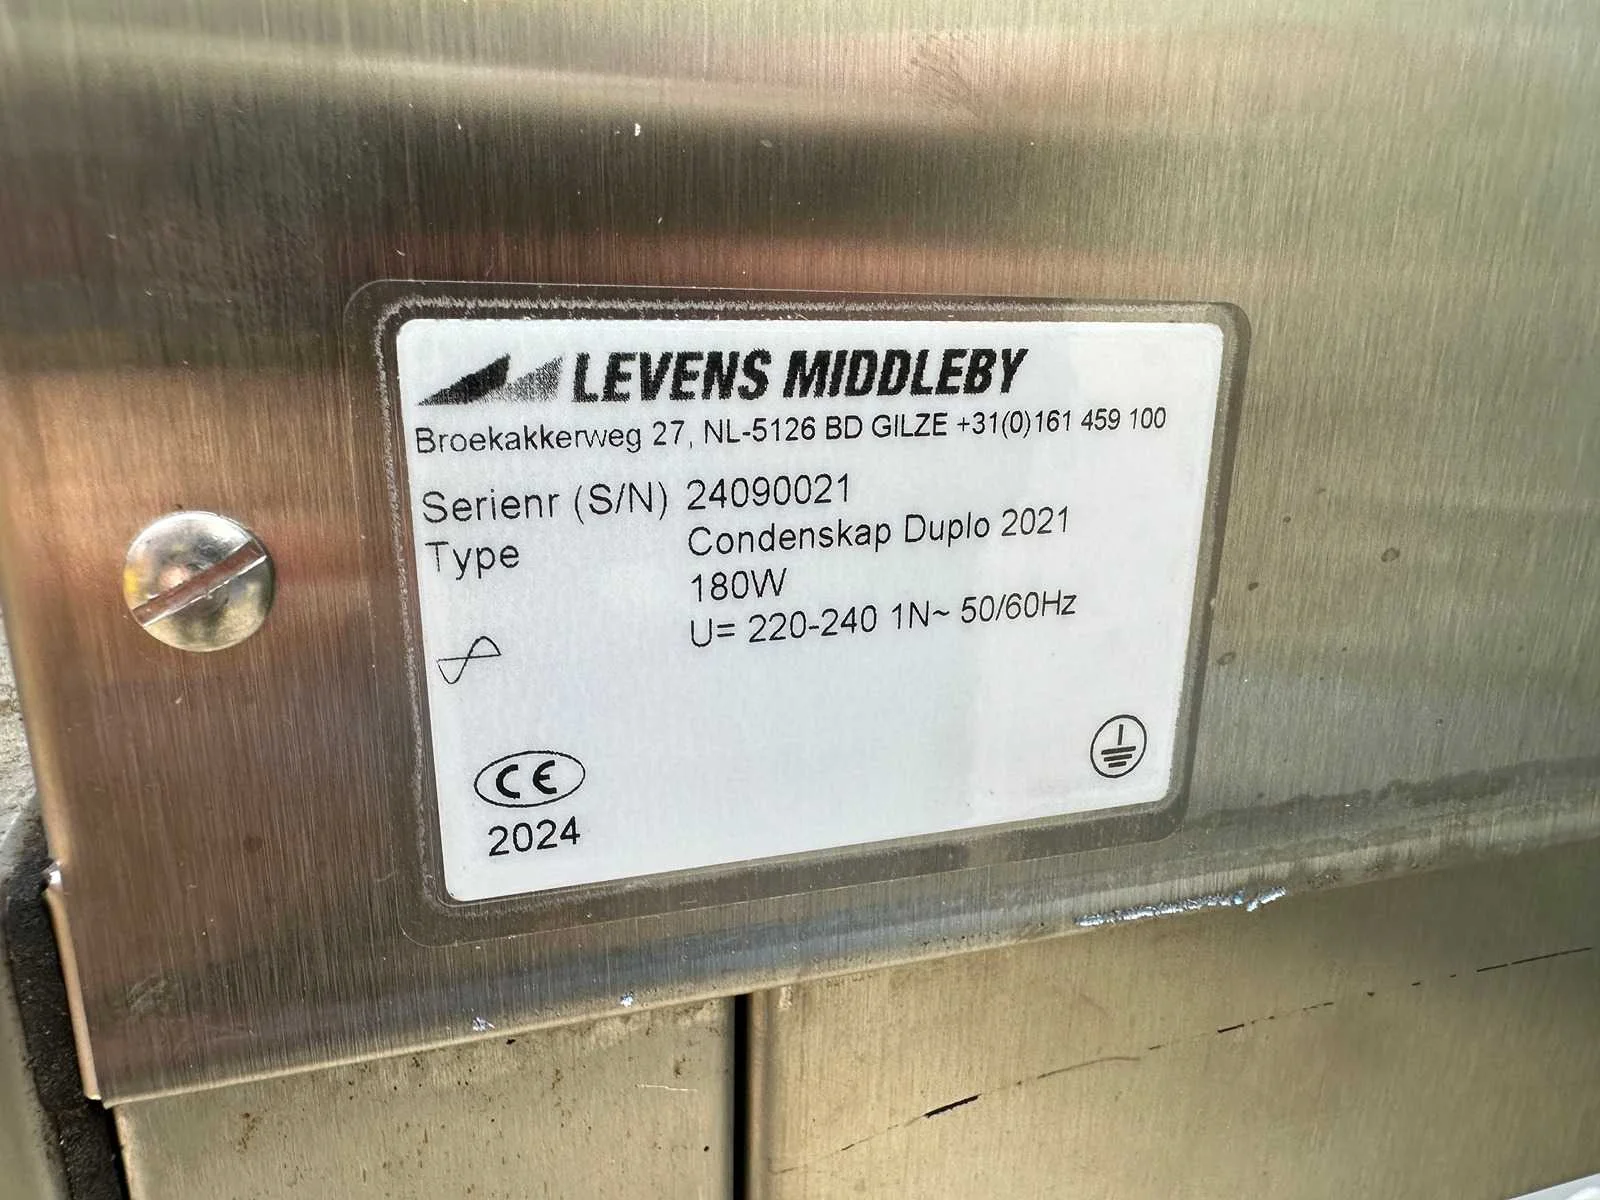 LEVENS MIDDLEBY
Broekakkerweg 27, NL-5126 BD GILZE +31(0)161 459 100
Serienr (S/N) 24090021
Type Condenskap Duplo 2021
180W
U= 220-240 1N~ 50/60Hz
CE
2024